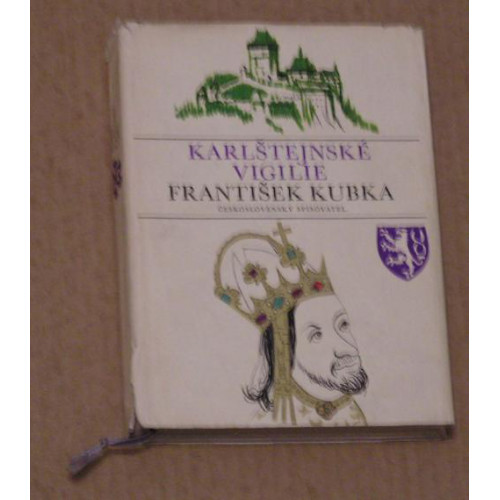 KARLŠTEJNSKÉ
VIGILIE
FRANTIŠEK KUBKA
ČESKOSLOVENSKÝ SPISOVATEL